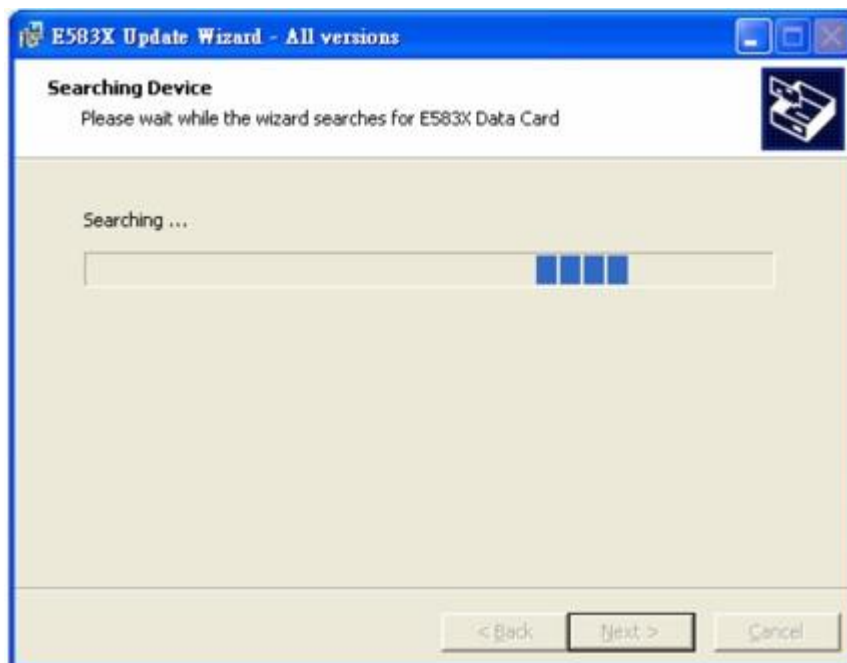 E583X Update Wizard - All versions
Searching Device
Please wait while the wizard searches for E583X Data Card
Searching ...
< Back Next > Cancel